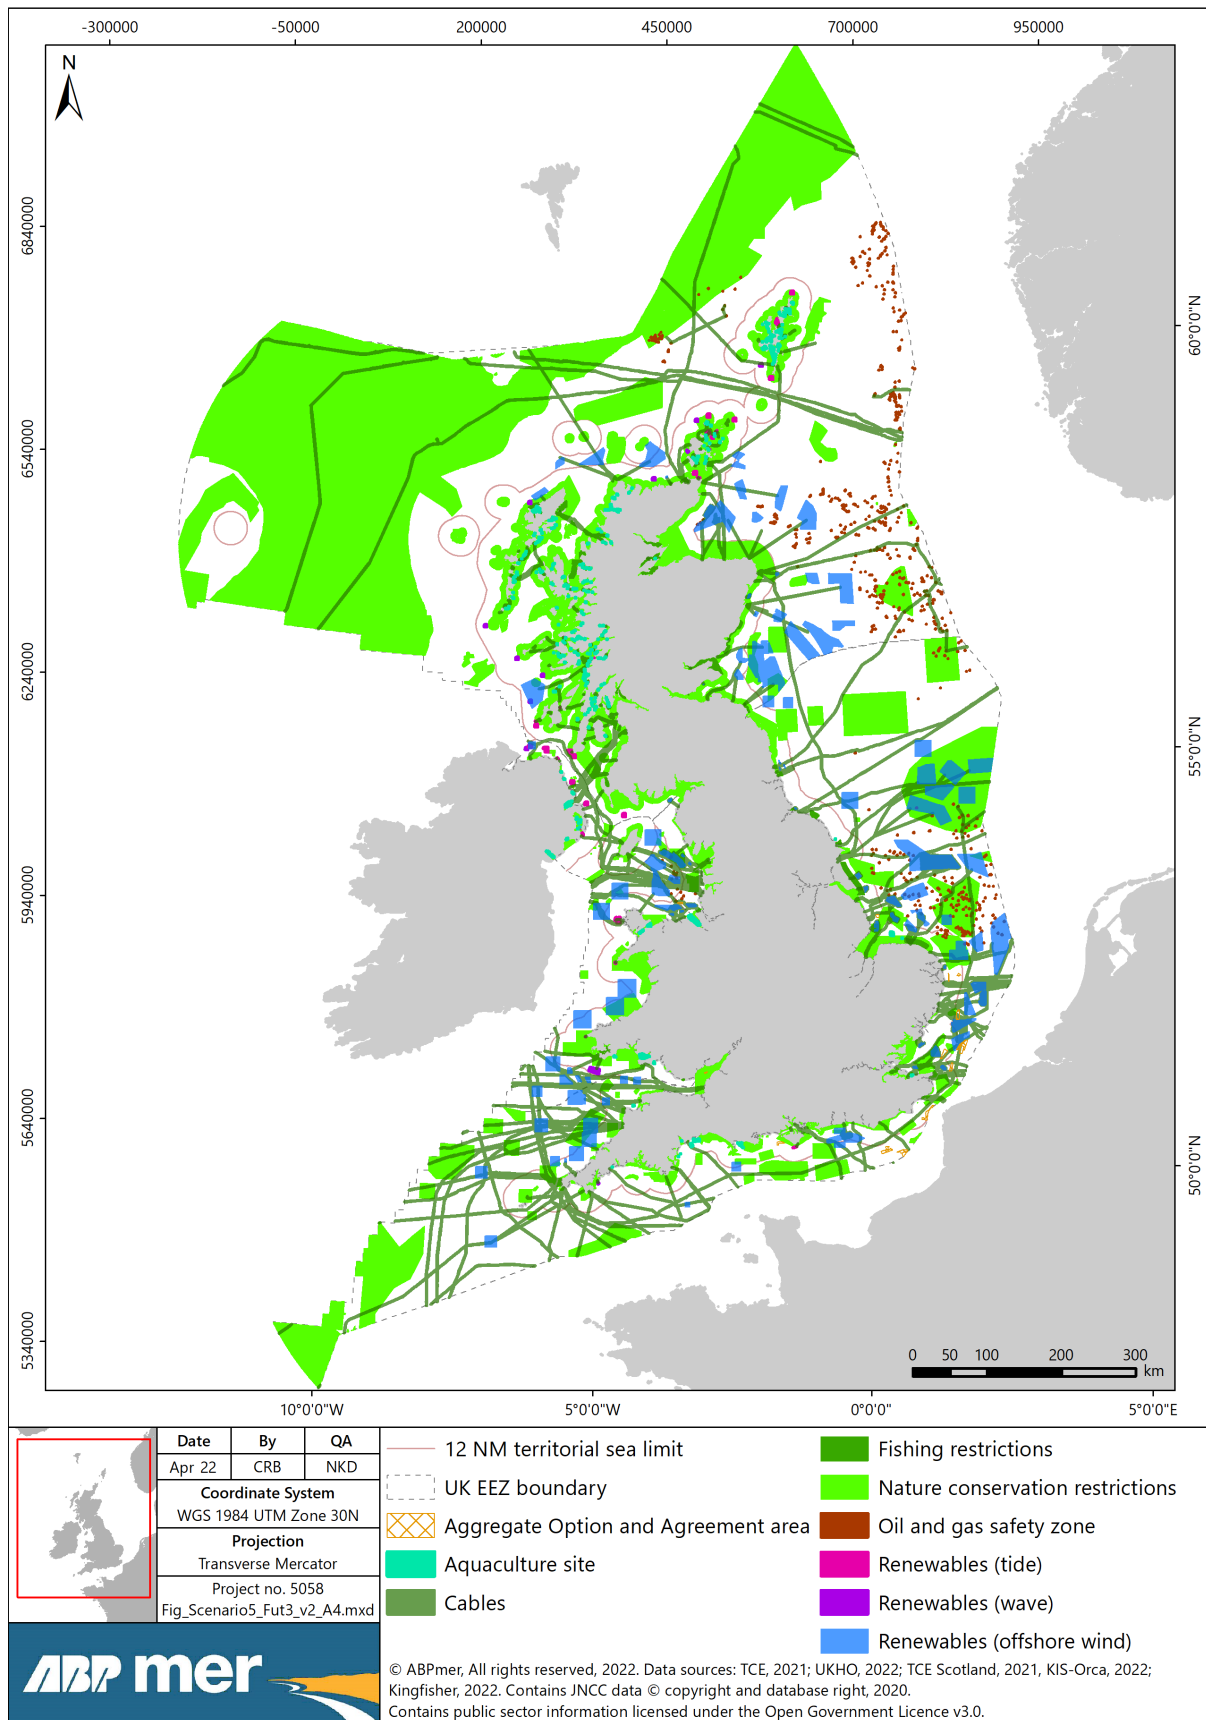 -300000 -50000 200000 450000 700000 950000
N
6840000
6540000
6240000
5940000
5640000
5340000
60°0'0"N
55°0'0"N
50°0'0"N
0 50 100 200 300
km
10°0'0"W 5°0'0"W 0°0'0" 5°0'0"E
Date By QA
Apr 22 CRB NKD
Coordinate System
WGS 1984 UTM Zone 30N
Projection
Transverse Mercator
Project no. 5058
Fig_Scenario5_Fut3_v2_A4.mxd
ABP mer
12 NM territorial sea limit
UK EEZ boundary
Aggregate Option and Agreement area
Aquaculture site
Cables
Fishing restrictions
Nature conservation restrictions
Oil and gas safety zone
Renewables (tide)
Renewables (wave)
Renewables (offshore wind)
© ABPmer, All rights reserved, 2022. Data sources: TCE, 2021; UKHO, 2022; TCE Scotland, 2021, KIS-Orca, 2022;
Kingfisher, 2022. Contains JNCC data © copyright and database right, 2020.
Contains public sector information licensed under the Open Government Licence v3.0.